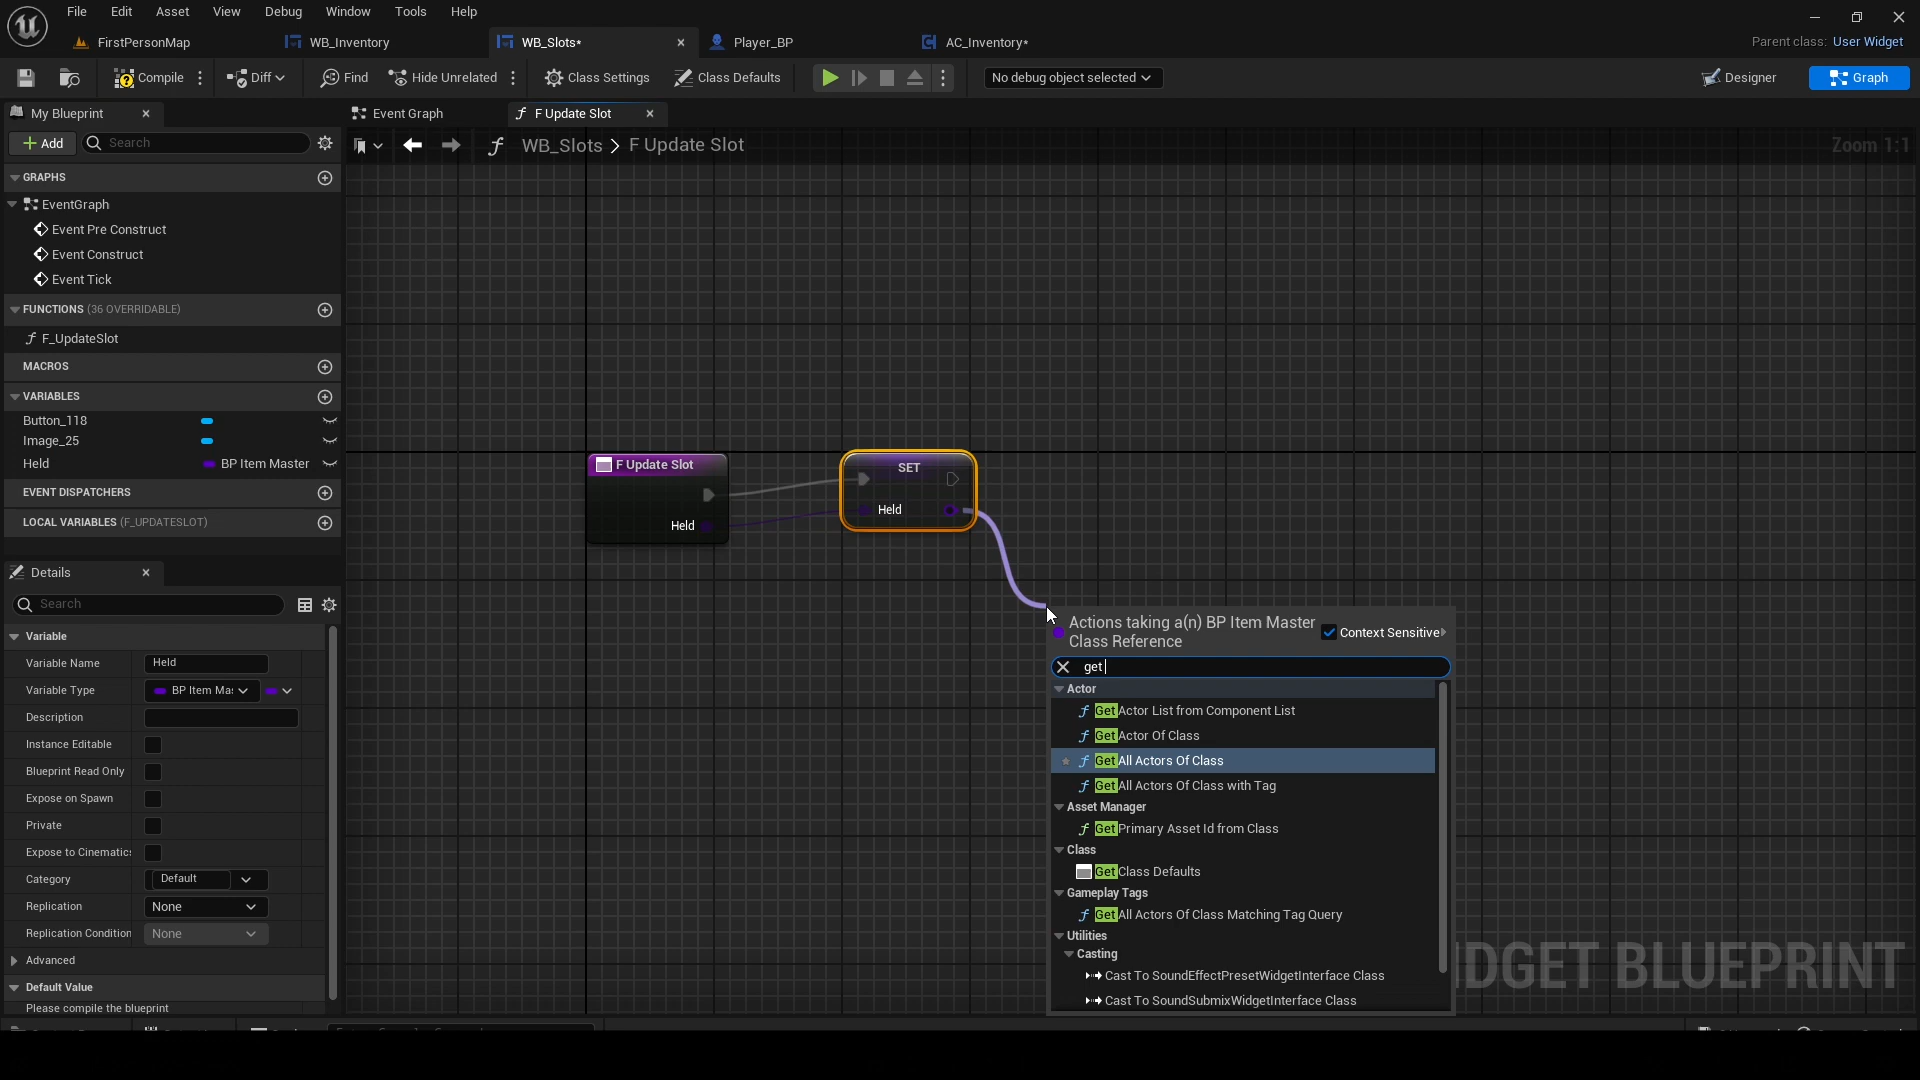 File Edit Asset View Debug Window Tools Help
FirstPersonMap WB_Inventory WB_Slots* Player_BP AC_Inventory* Parent class: User Widget
Compile Diff Find Hide Unrelated Class Settings Class Defaults No debug object selected Designer Graph
My Blueprint Event Graph F Update Slot
Add Search WB_Slots > F Update Slot Zoom 1:1
GRAPHS
EventGraph
Event Pre Construct
Event Construct
Event Tick
FUNCTIONS (36 OVERRIDABLE)
F_UpdateSlot
MACROS
VARIABLES
Button_118
Image_25
Held BP Item Master
EVENT DISPATCHERS
LOCAL VARIABLES (F_UPDATESLOT)
F Update Slot
Held
SET
Held
Details
Search
Variable
Variable Name Held
Variable Type BP Item Ma
Description
Instance Editable
Blueprint Read Only
Expose on Spawn
Private
Expose to Cinematic
Category Default
Replication None
Replication Condition None
Advanced
Default Value
Please compile the blueprint
Actions taking a(n) BP Item Master
Class Reference
Context Sensitive
get
Actor
Get Actor List from Component List
Get Actor Of Class
Get All Actors Of Class
Get All Actors Of Class with Tag
Asset Manager
Get Primary Asset Id from Class
Class
Get Class Defaults
Gameplay Tags
Get All Actors Of Class Matching Tag Query
Utilities
Casting
Cast To SoundEffectPresetWidgetInterface Class
Cast To SoundSubmixWidgetInterface Class
IDGET BLUEPRINT